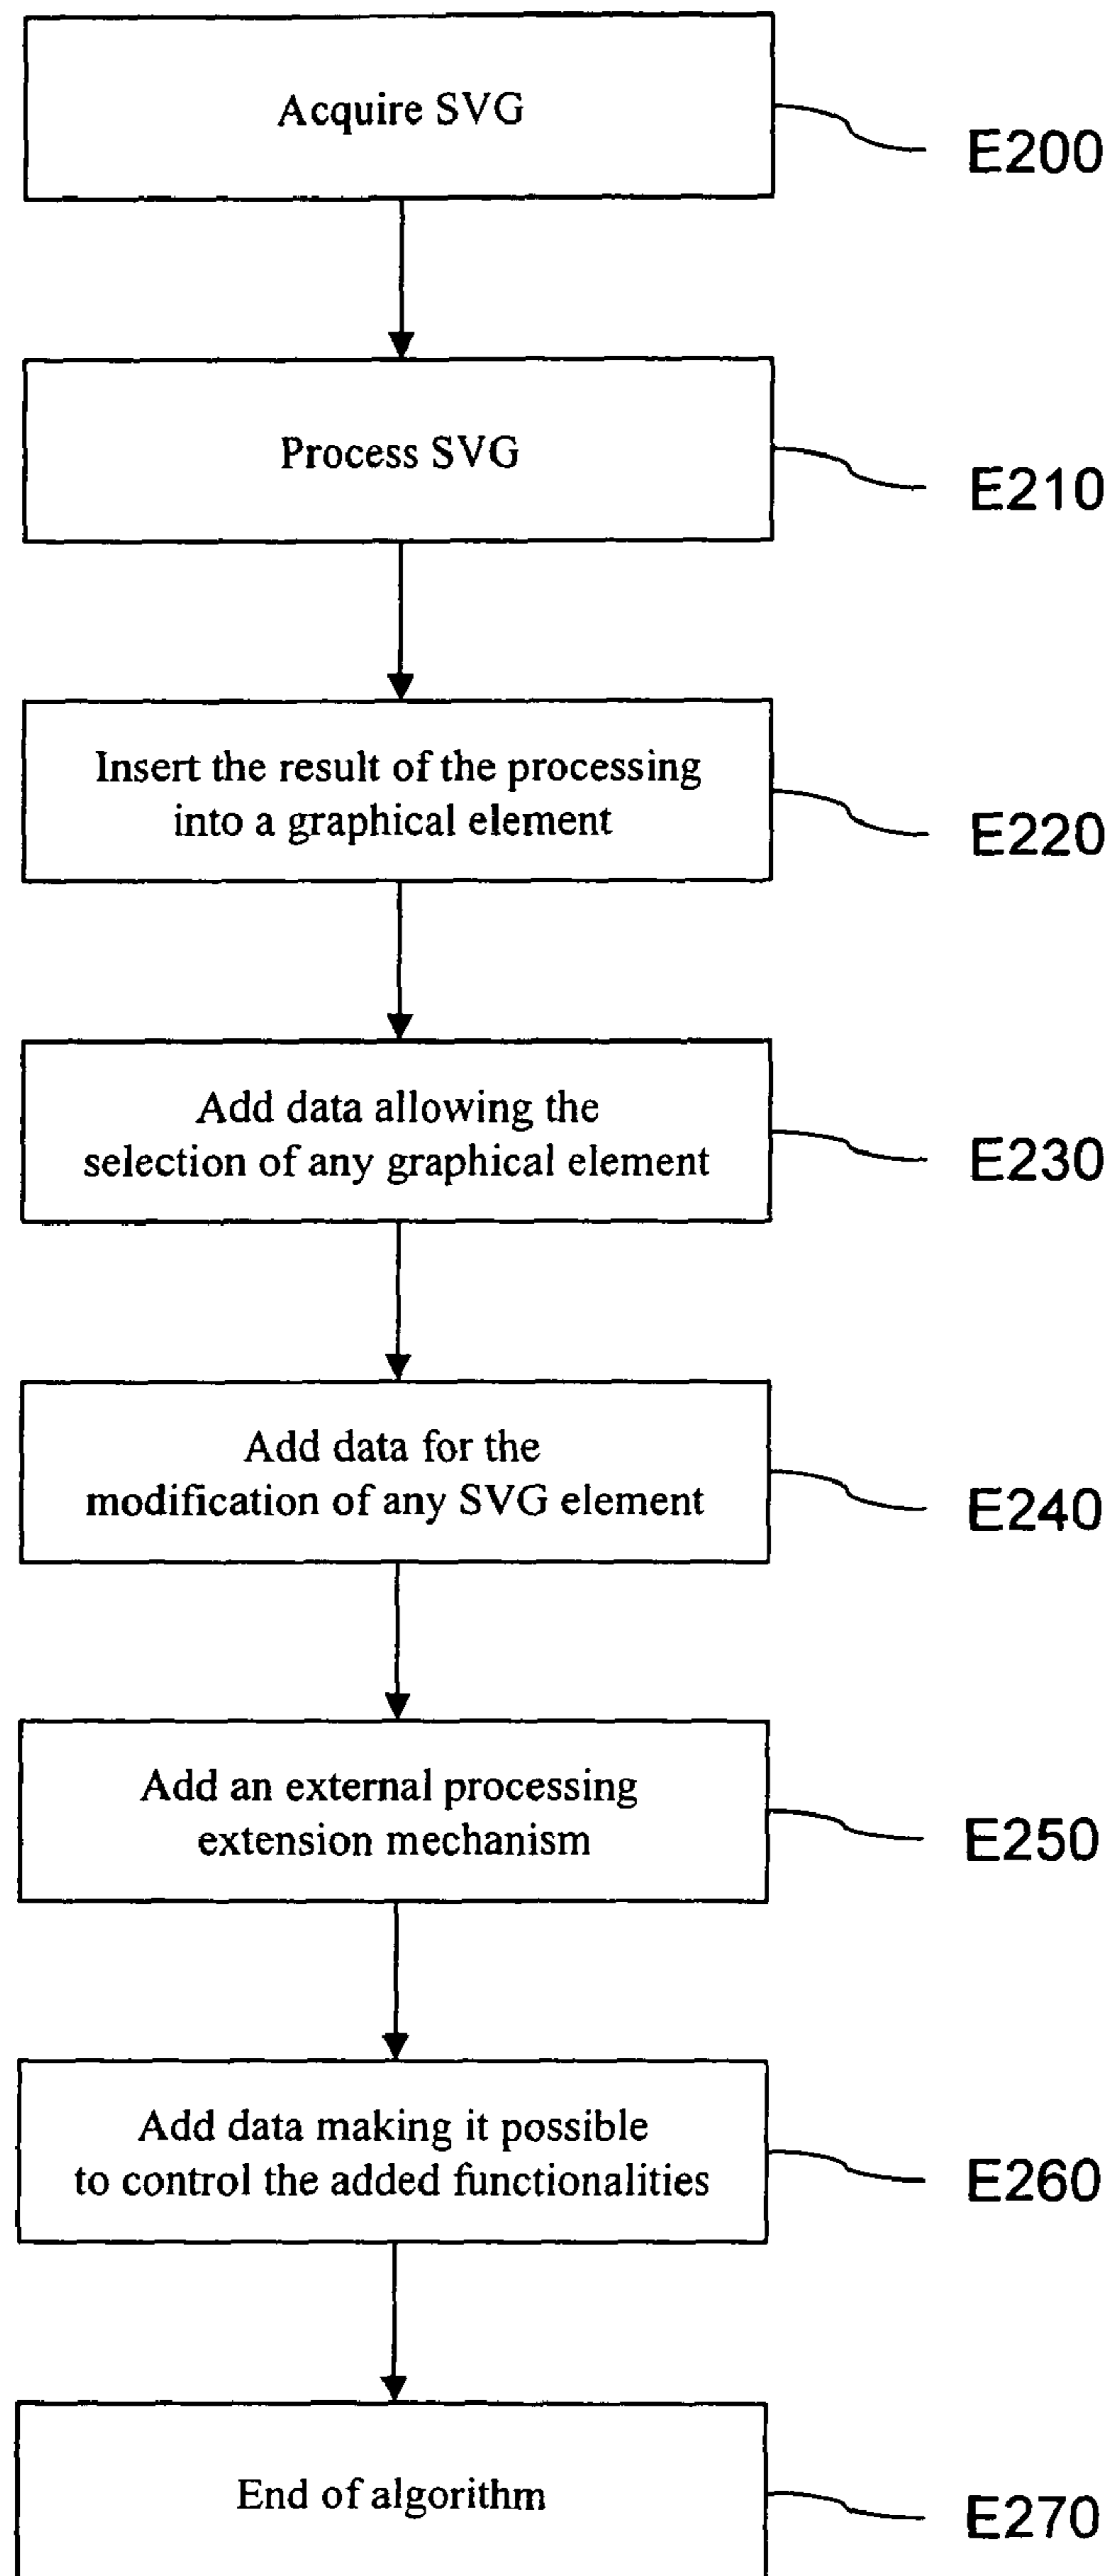 Acquire SVG
E200
Process SVG
E210
Insert the result of the processing
into a graphical element
E220
Add data allowing the
selection of any graphical element
E230
Add data for the
modification of any SVG element
E240
Add an external processing
extension mechanism
E250
Add data making it possible
to control the added functionalities
E260
End of algorithm
E270